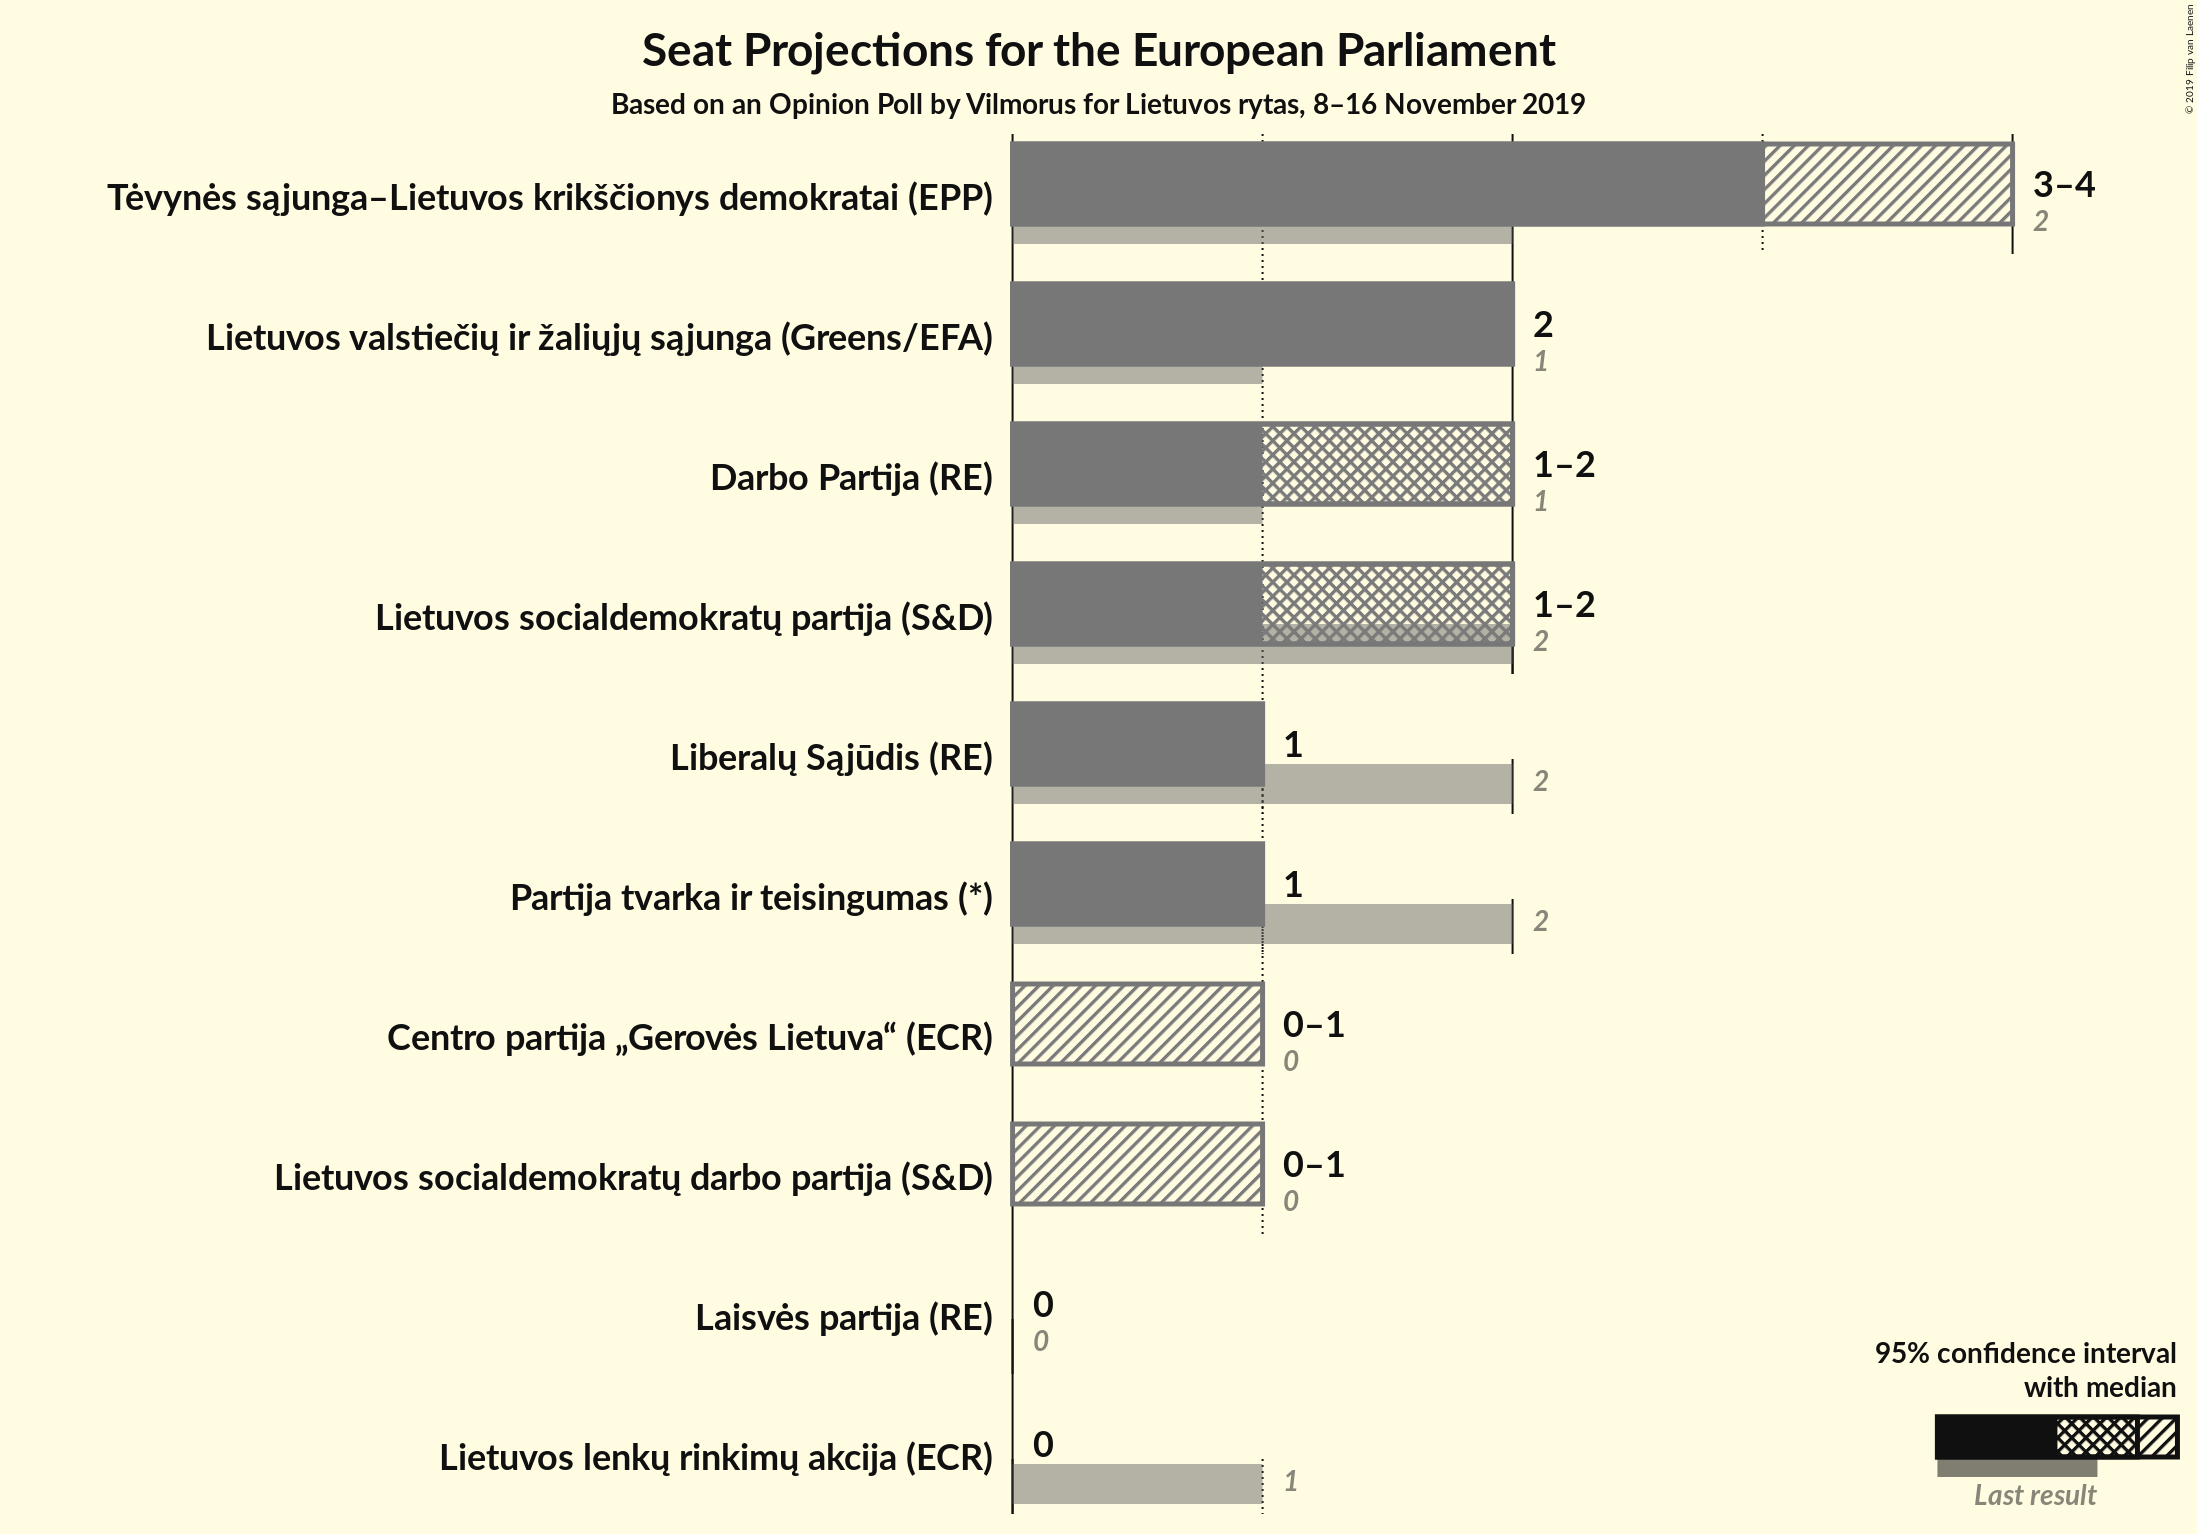 Seat Projections for the European Parliament
Based on an Opinion Poll by Vilmorus for Lietuvos rytas, 8–16 November 2019
© 2019 Filip van Laenen
Tėvynės sąjunga–Lietuvos krikščionys demokratai (EPP)
3–4
2
Lietuvos valstiečių ir žaliųjų sąjunga (Greens/EFA)
2
1
Darbo Partija (RE)
1–2
1
Lietuvos socialdemokratų partija (S&D)
1–2
2
Liberalų Sąjūdis (RE)
1
2
Partija tvarka ir teisingumas (*)
1
2
Centro partija „Gerovės Lietuva“ (ECR)
0–1
0
Lietuvos socialdemokratų darbo partija (S&D)
0–1
0
Laisvės partija (RE)
0
0
Lietuvos lenkų rinkimų akcija (ECR)
0
1
95% confidence interval
with median
Last result